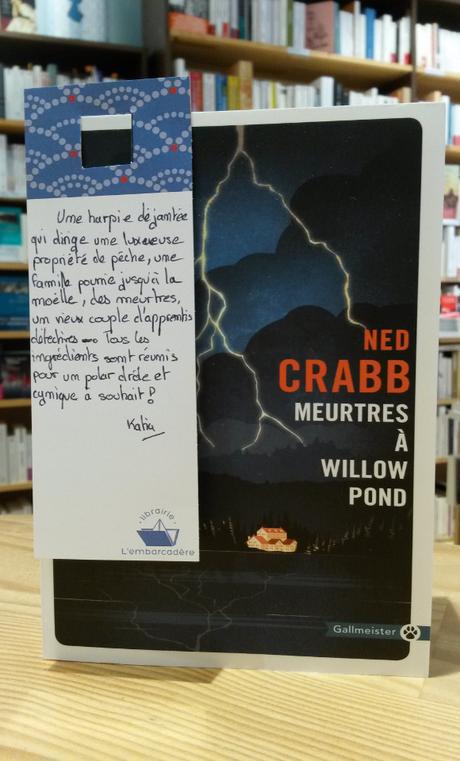 Une harpie déjantée
qui dirige une luxueuse
propriété de pêche, une
famille pourrie jusqu'à la
moëlle, des meurtres,
un vieux couple d'apprentis
détectives... Tous les
ingrédients sont réunis
pour un polar drôle et
cynique à souhait !
Katia
librairie
L'embarcadère
NED
CRABB
MEURTRES
À
WILLOW
POND
Gallmeister